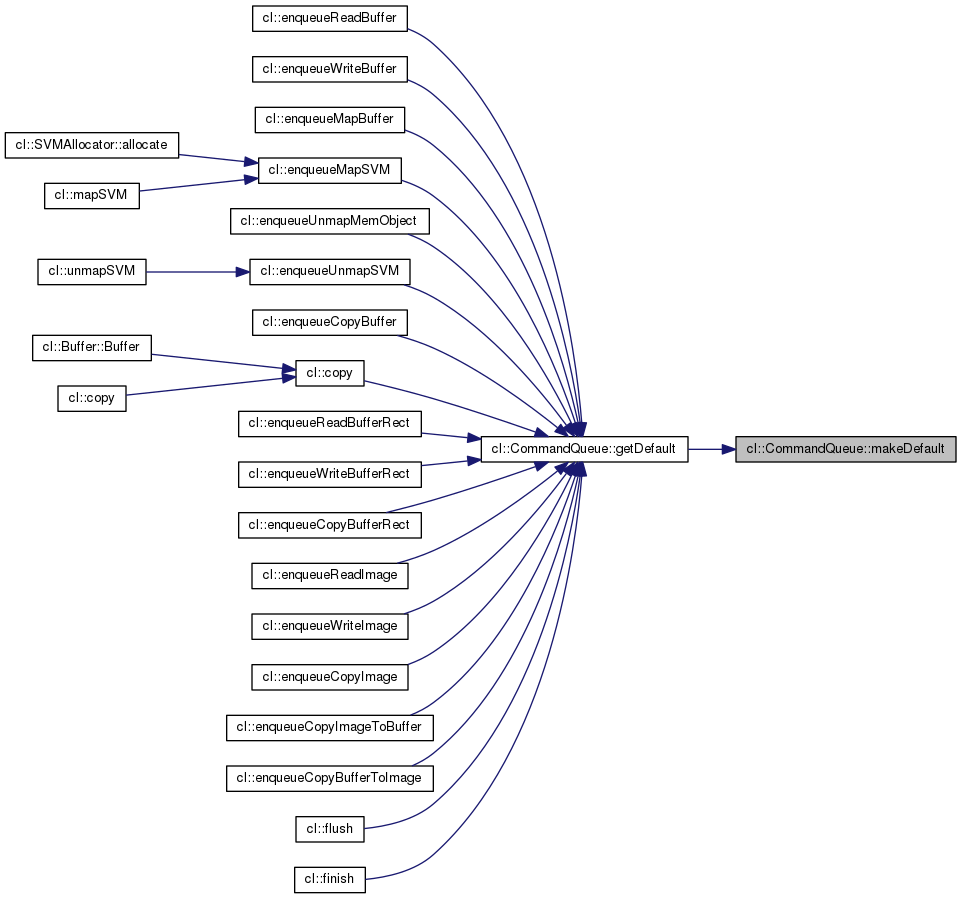 cl::enqueueReadBuffer
cl::enqueueWriteBuffer
cl::enqueueMapBuffer
cl::SVMAllocator::allocate
cl::enqueueMapSVM
cl::mapSVM
cl::enqueueUnmapMemObject
cl::unmapSVM
cl::enqueueUnmapSVM
cl::enqueueCopyBuffer
cl::Buffer::Buffer
cl::copy
cl::copy
cl::enqueueReadBufferRect
cl::CommandQueue::getDefault
cl::CommandQueue::makeDefault
cl::enqueueWriteBufferRect
cl::enqueueCopyBufferRect
cl::enqueueReadImage
cl::enqueueWriteImage
cl::enqueueCopyImage
cl::enqueueCopyImageToBuffer
cl::enqueueCopyBufferToImage
cl::flush
cl::finish